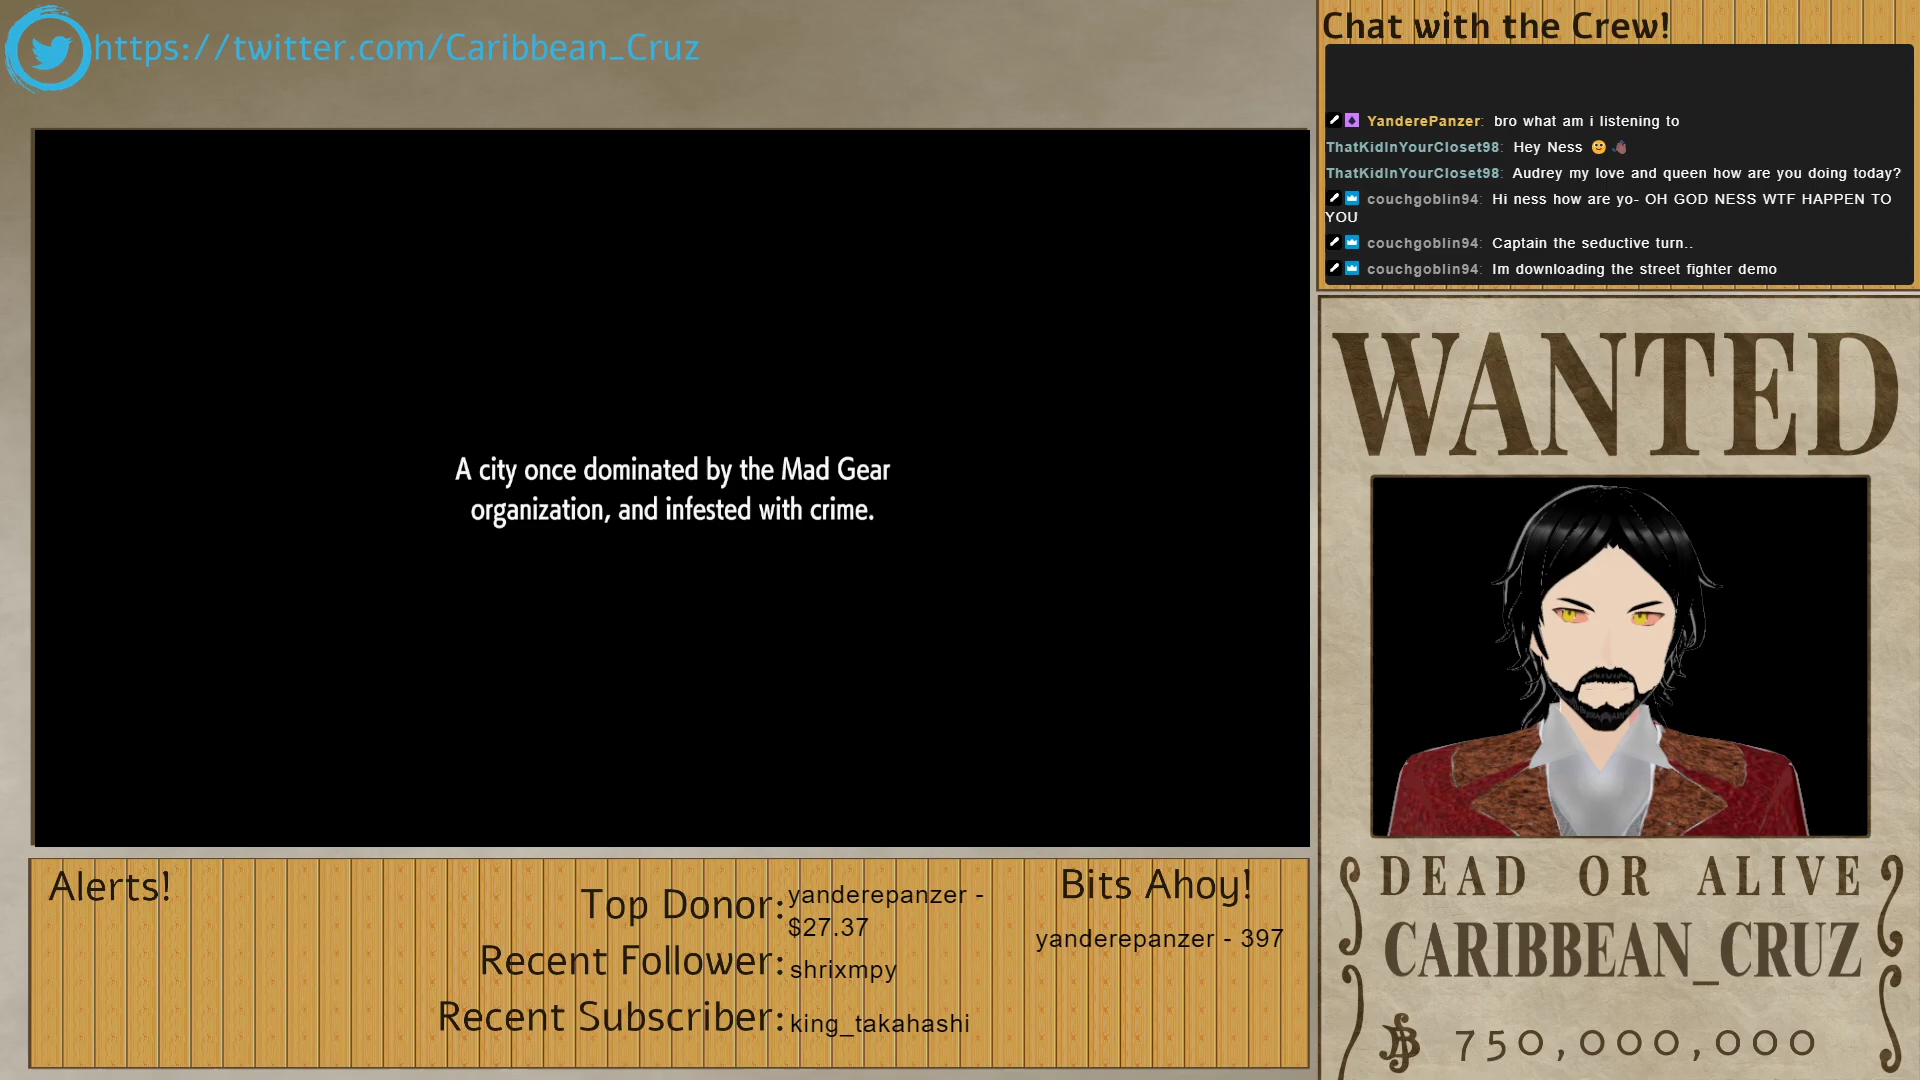 https://twitter.com/Caribbean_Cruz
Chat with the Crew!
YanderePanzer: bro what am i listening to
ThatKidInYourCloset98: Hey Ness
ThatKidInYourCloset98: Audrey my love and queen how are you doing today?
couchgoblin94: Hi ness how are yo- OH GOD NESS WTF HAPPEN TO
YOU
couchgoblin94: Captain the seductive turn..
couchgoblin94: Im downloading the street fighter demo
A city once dominated by the Mad Gear
organization, and infested with crime.
WANTED
DEAD OR ALIVE
CARIBBEAN_CRUZ
฿ 750,000,000
Alerts!
Top Donor: yanderepanzer -
$27.37
Recent Follower: shrixmpy
Recent Subscriber: king_takahashi
Bits Ahoy!
yanderepanzer - 397